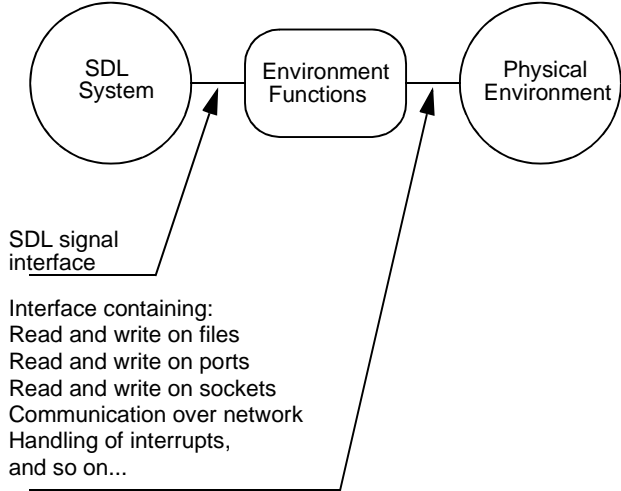 SDL
System
Environment
Functions
Physical
Environment
SDL signal
interface
Interface containing:
Read and write on files
Read and write on ports
Read and write on sockets
Communication over network
Handling of interrupts,
and so on...